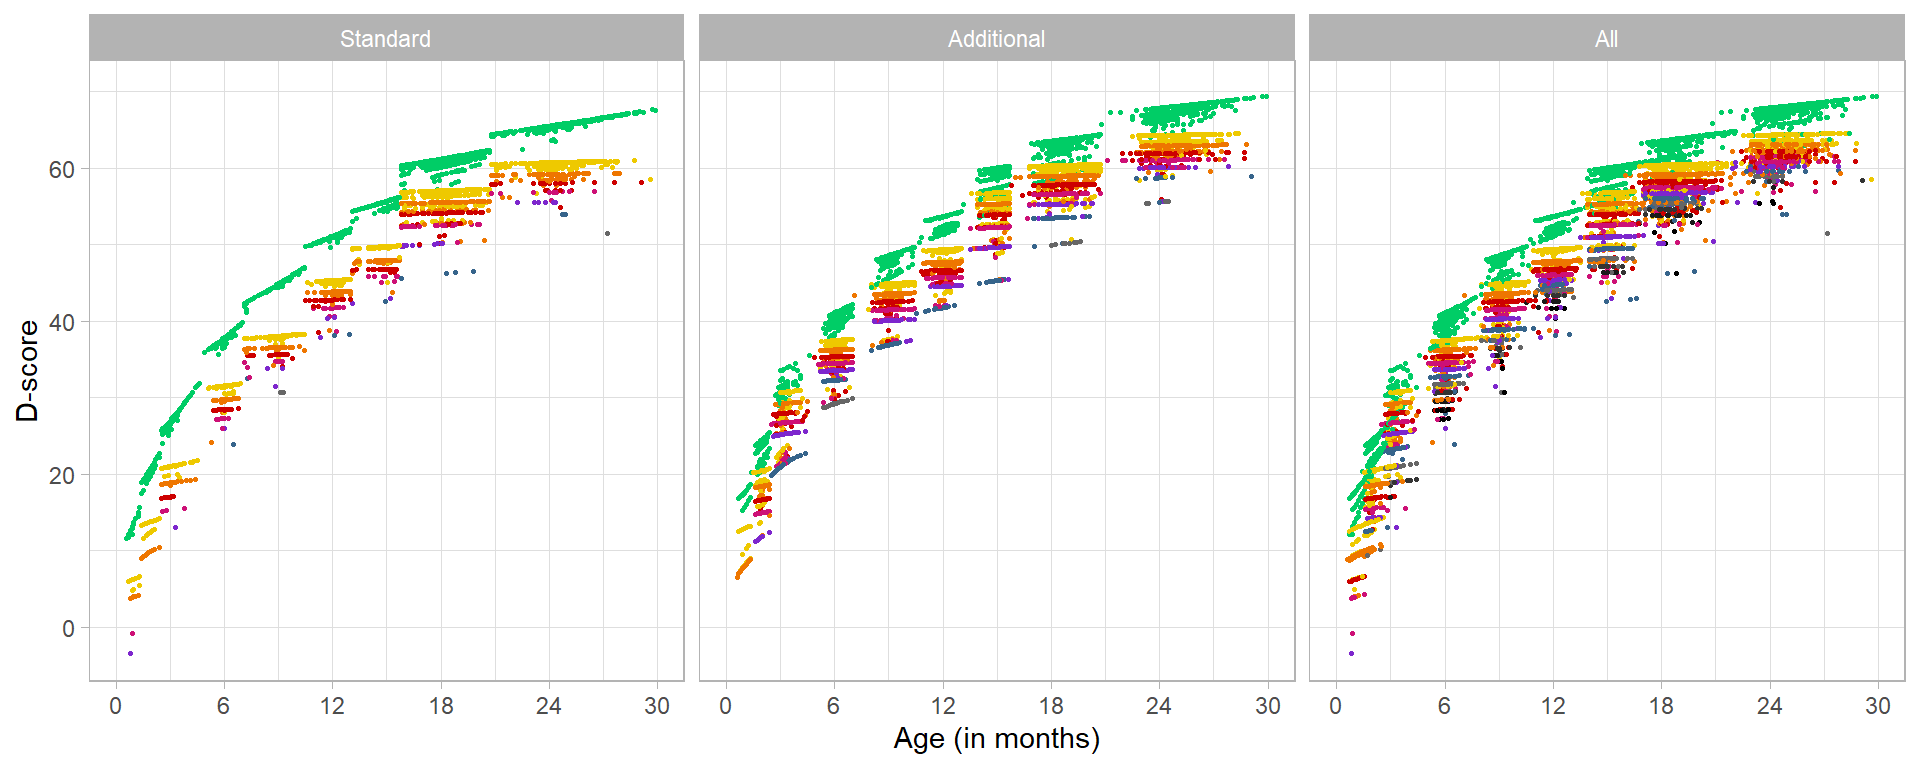 Standard Additional All
60
40
20
0
D-score
0 6 12 18 24 30 0 6 12 18 24 30 0 6 12 18 24 30
Age (in months)